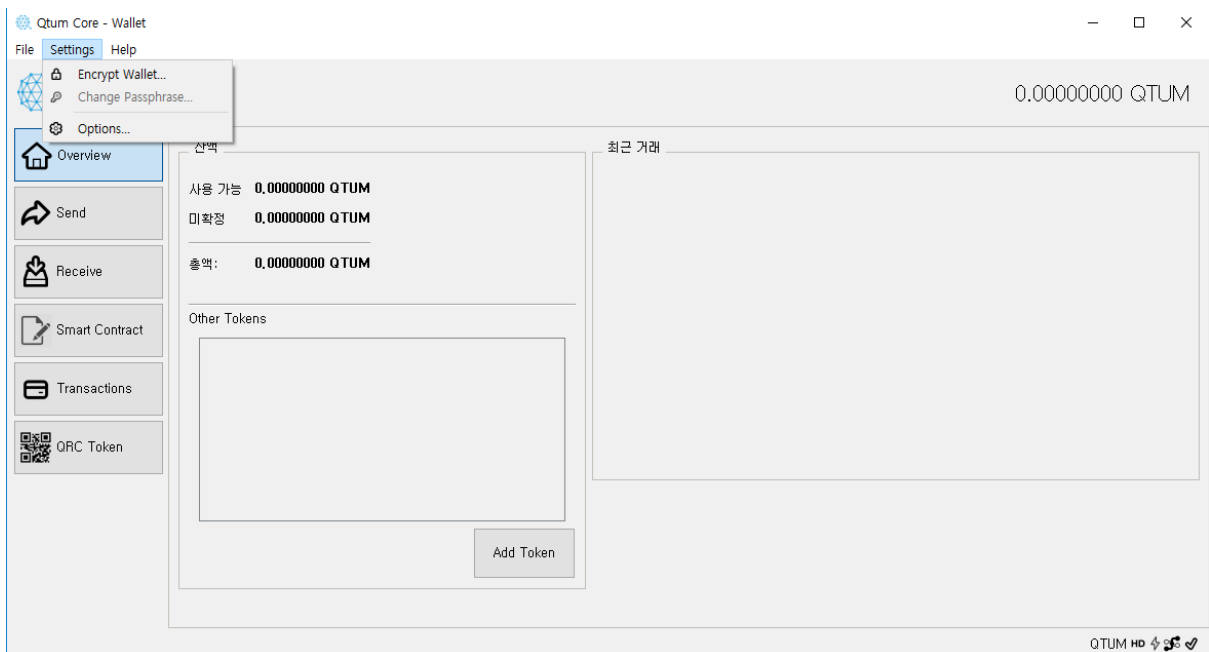 Qtum Core - Wallet
File Settings Help
Encrypt Wallet...
Change Passphrase...
Options...
0.00000000 QTUM
Overview
Send
Receive
Smart Contract
Transactions
QRC Token
잔액
사용 가능 0.00000000 QTUM
미확정 0.00000000 QTUM
총액: 0.00000000 QTUM
Other Tokens
Add Token
최근 거래
QTUM HD